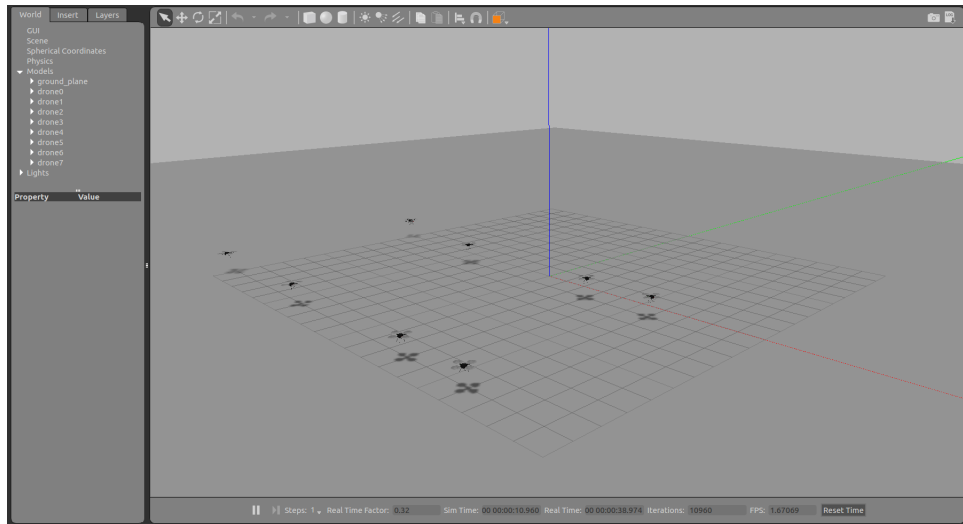 World Insert Layers
GUI
Scene
Spherical Coordinates
Physics
Models
ground_plane
drone0
drone1
drone2
drone3
drone4
drone5
drone6
drone7
Lights
Property Value
Steps: 1 Real Time Factor: 0.32 Sim Time: 00 00:00:10.960 Real Time: 00 00:00:38.974 Iterations: 10960 FPS: 1.67069 Reset Time